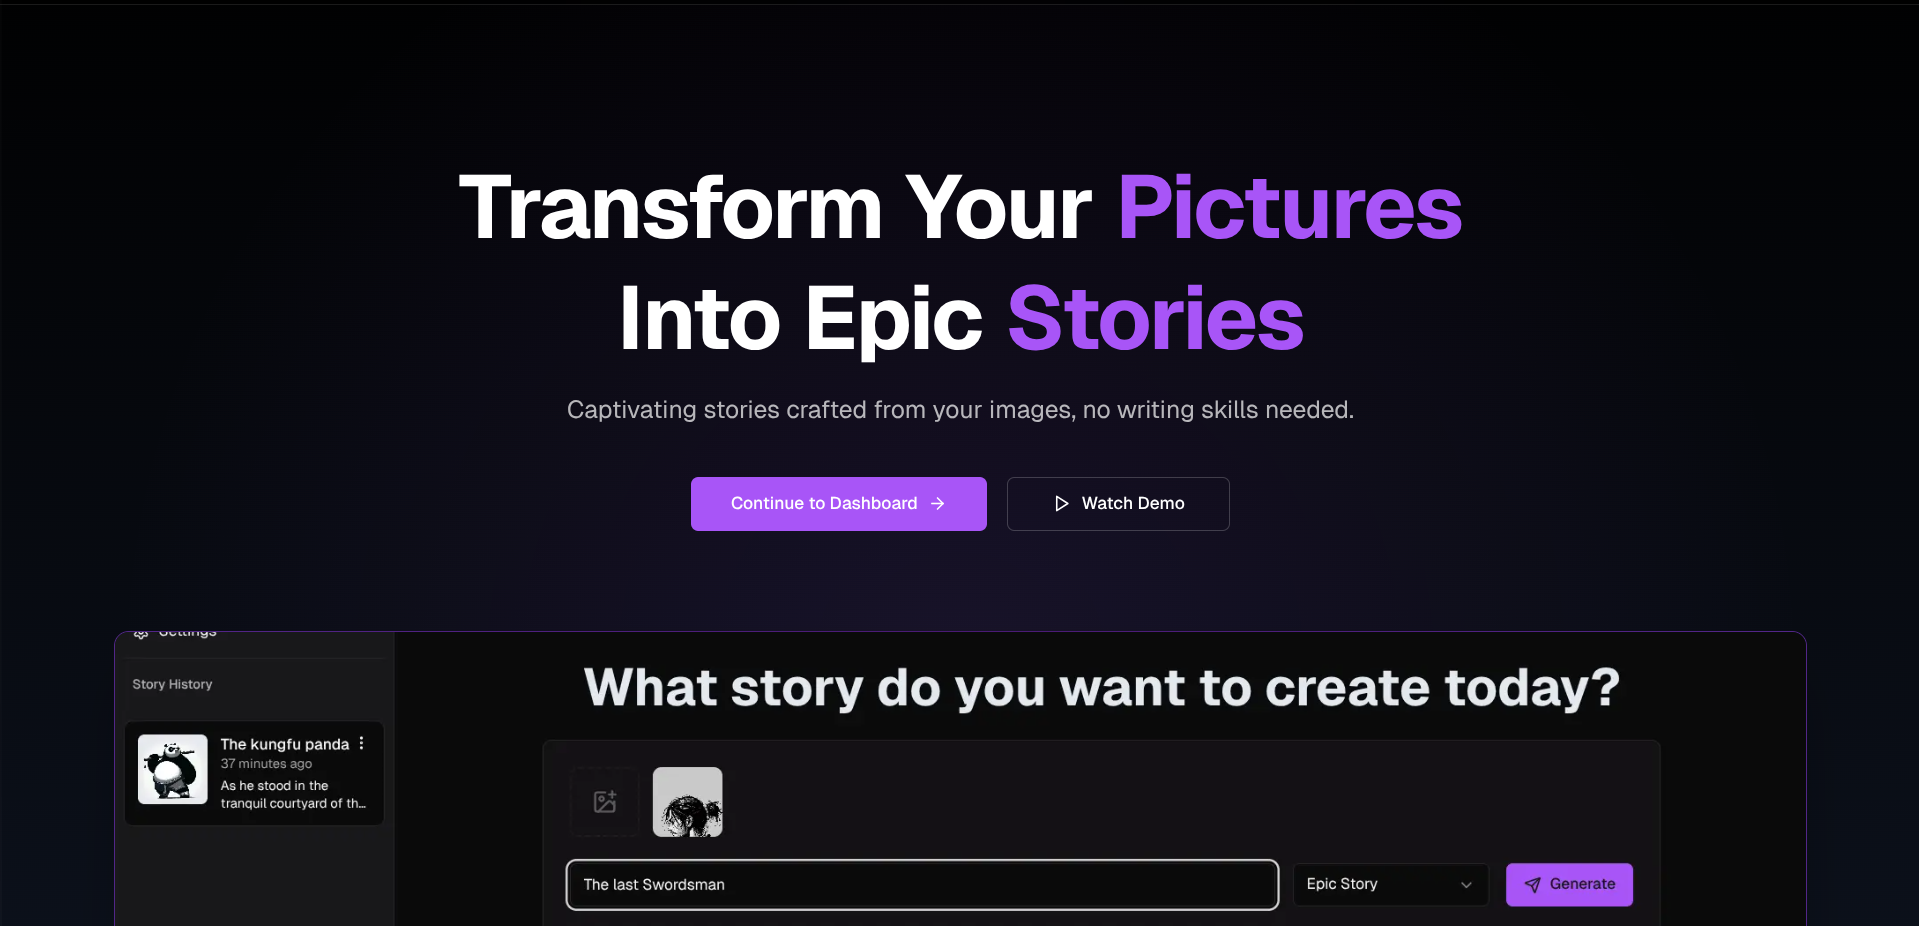 Transform Your Pictures
Into Epic Stories
Captivating stories crafted from your images, no writing skills needed.
Continue to Dashboard
Watch Demo
Settings
Story History
The kungfu panda
37 minutes ago
As he stood in the
tranquil courtyard of th...
What story do you want to create today?
The last Swordsman
Epic Story
Generate